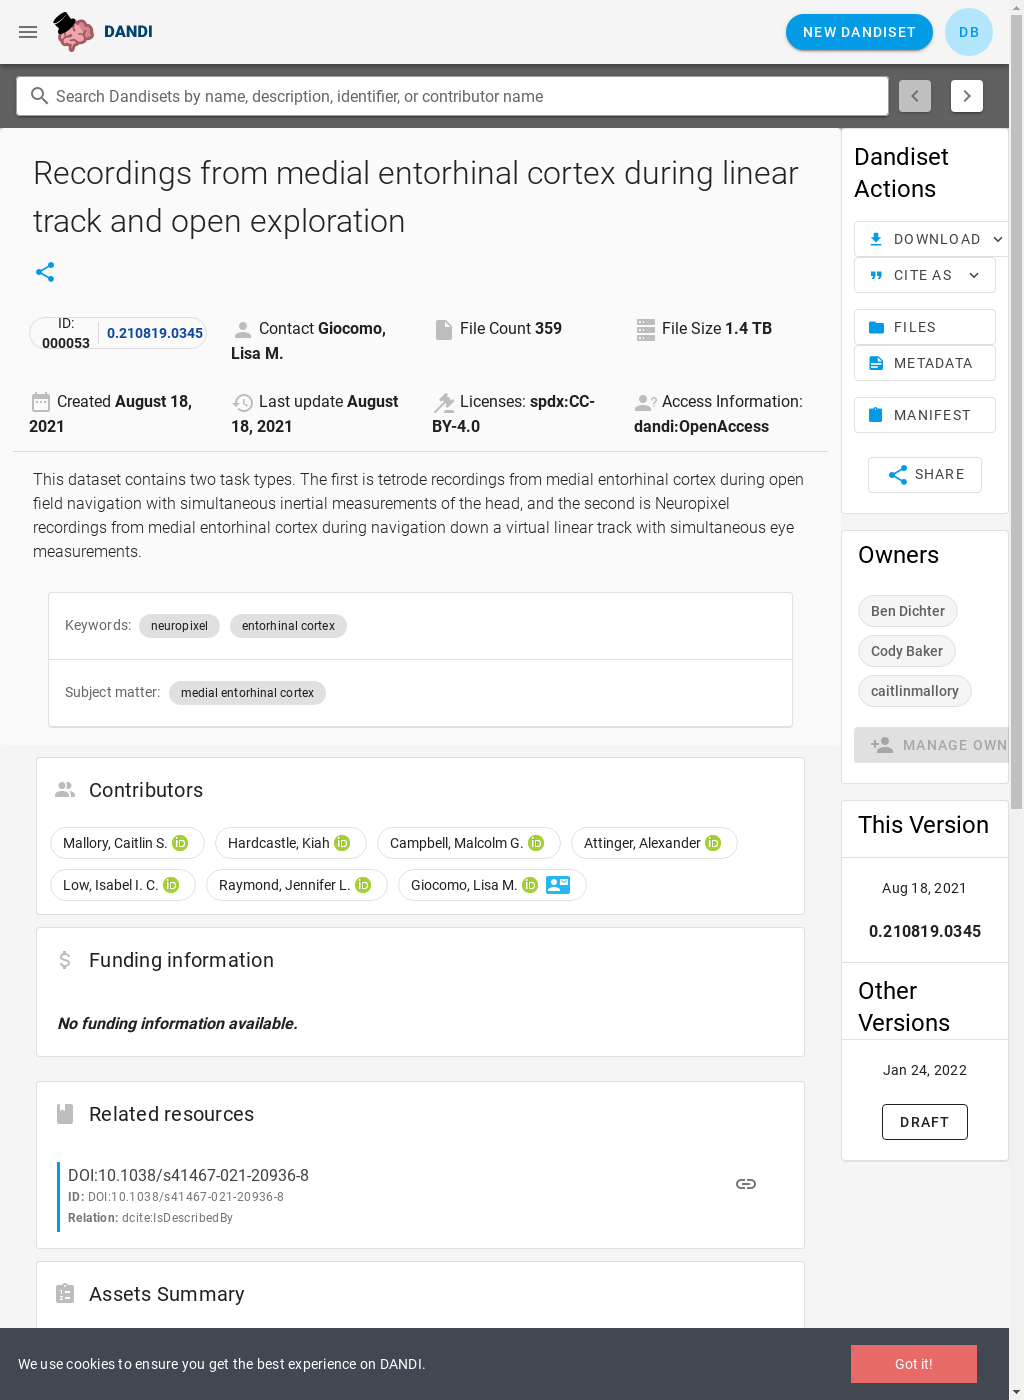 DANDI
NEW DANDISET
DB
Search Dandisets by name, description, identifier, or contributor name
Recordings from medial entorhinal cortex during linear
track and open exploration
ID:
000053
0.210819.0345
Contact Giocomo,
Lisa M.
File Count 359
File Size 1.4 TB
Created August 18,
2021
Last update August
18, 2021
Licenses: spdx:CC-
BY-4.0
Access Information:
dandi:OpenAccess
This dataset contains two task types. The first is tetrode recordings from medial entorhinal cortex during open
field navigation with simultaneous inertial measurements of the head, and the second is Neuropixel
recordings from medial entorhinal cortex during navigation down a virtual linear track with simultaneous eye
measurements.
Keywords: neuropixel entorhinal cortex
Subject matter: medial entorhinal cortex
Contributors
Mallory, Caitlin S. iD Hardcastle, Kiah iD Campbell, Malcolm G. iD Attinger, Alexander iD
Low, Isabel I. C. iD Raymond, Jennifer L. iD Giocomo, Lisa M. iD
Funding information
No funding information available.
Related resources
DOI:10.1038/s41467-021-20936-8
ID: DOI:10.1038/s41467-021-20936-8
Relation: dcite:IsDescribedBy
Assets Summary
Dandiset
Actions
DOWNLOAD
CITE AS
FILES
METADATA
MANIFEST
SHARE
Owners
Ben Dichter
Cody Baker
caitlinmallory
MANAGE OWN
This Version
Aug 18, 2021
0.210819.0345
Other
Versions
Jan 24, 2022
DRAFT
We use cookies to ensure you get the best experience on DANDI.
Got it!